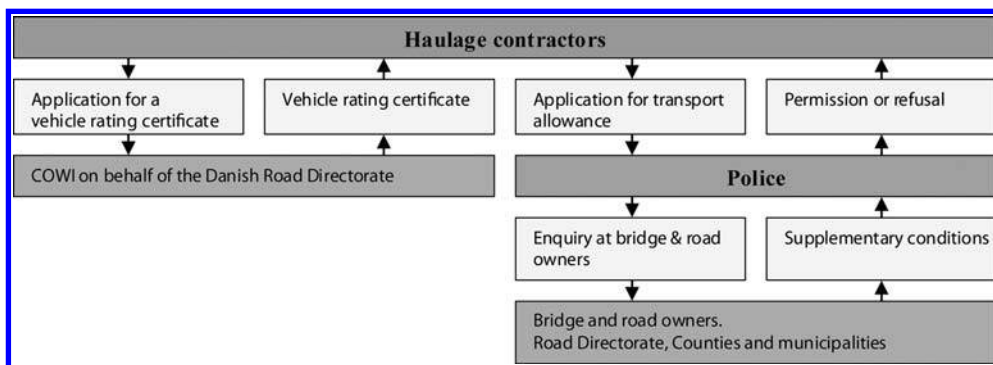 Haulage contractors
Application for a
vehicle rating certificate
Vehicle rating certificate
Application for transport
allowance
Permission or refusal
COWI on behalf of the Danish Road Directorate
Police
Enquiry at bridge & road
owners
Supplementary conditions
Bridge and road owners.
Road Directorate, Counties and municipalities